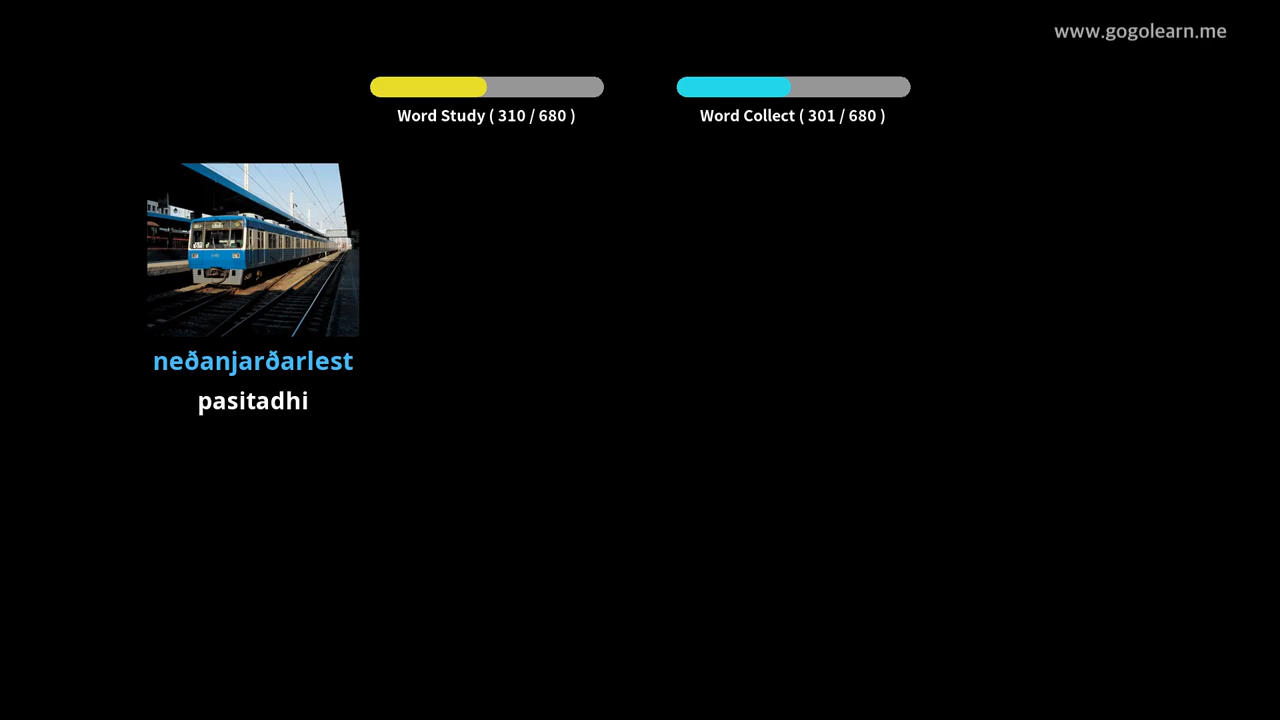 www.gogolearn.me
Word Study ( 310 / 680 )
Word Collect ( 301 / 680 )
neðanjarðarlest
pasitadhi